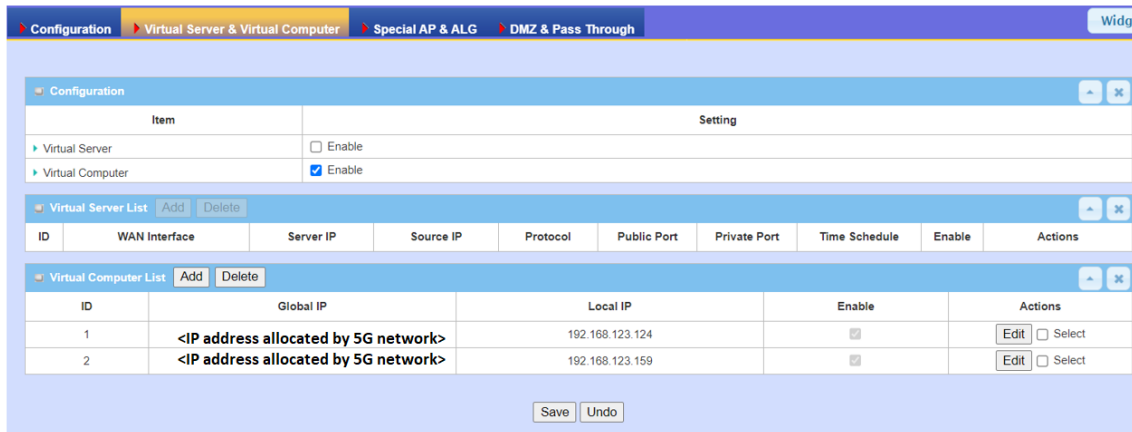 Configuration Virtual Server & Virtual Computer Special AP & ALG DMZ & Pass Through Widg
Configuration
Item Setting
Virtual Server Enable
Virtual Computer Enable
Virtual Server List Add Delete
ID WAN Interface Server IP Source IP Protocol Public Port Private Port Time Schedule Enable Actions
Virtual Computer List Add Delete
ID Global IP Local IP Enable Actions
1 <IP address allocated by 5G network> 192.168.123.124 Edit Select
2 <IP address allocated by 5G network> 192.168.123.159 Edit Select
Save Undo